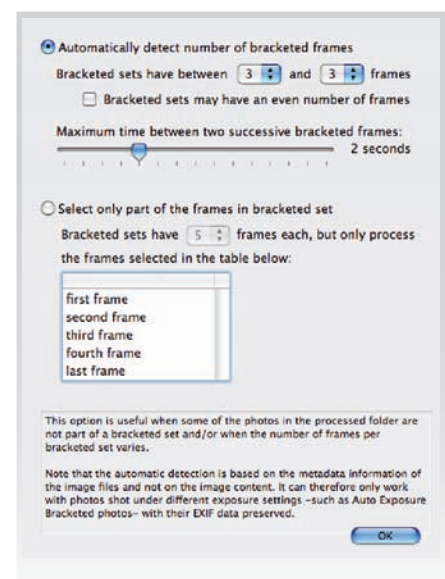 Automatically detect number of bracketed frames
Bracketed sets have between 3 and 3 frames
Bracketed sets may have an even number of frames
Maximum time between two successive bracketed frames:
2 seconds
Select only part of the frames in bracketed set
Bracketed sets have 5 frames each, but only process
the frames selected in the table below:
first frame
second frame
third frame
fourth frame
last frame
This option is useful when some of the photos in the processed folder are
not part of a bracketed set and/or when the number of frames per
bracketed set varies.
Note that the automatic detection is based on the metadata information of
the image files and not on the image content. It can therefore only work
with photos shot under different exposure settings -such as Auto Exposure
Bracketed photos- with their EXIF data preserved.
OK